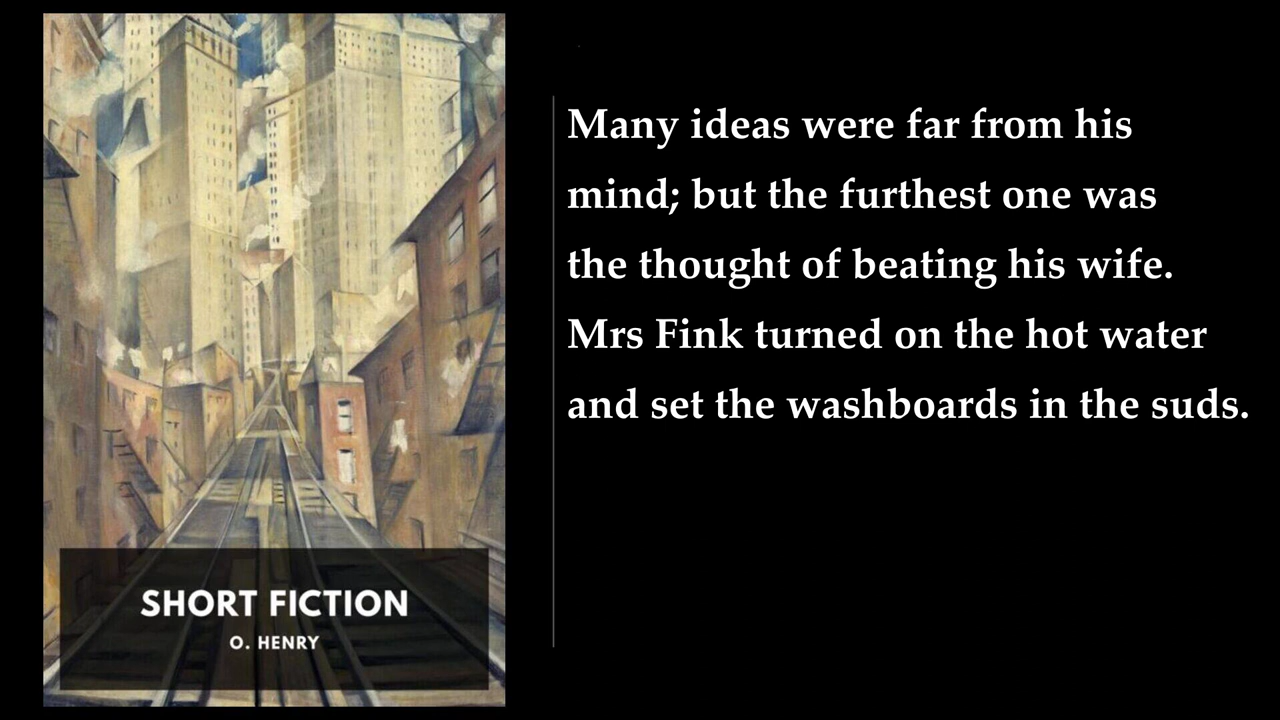 SHORT FICTION
O. HENRY
Many ideas were far from his
mind; but the furthest one was
the thought of beating his wife.
Mrs Fink turned on the hot water
and set the washboards in the suds.